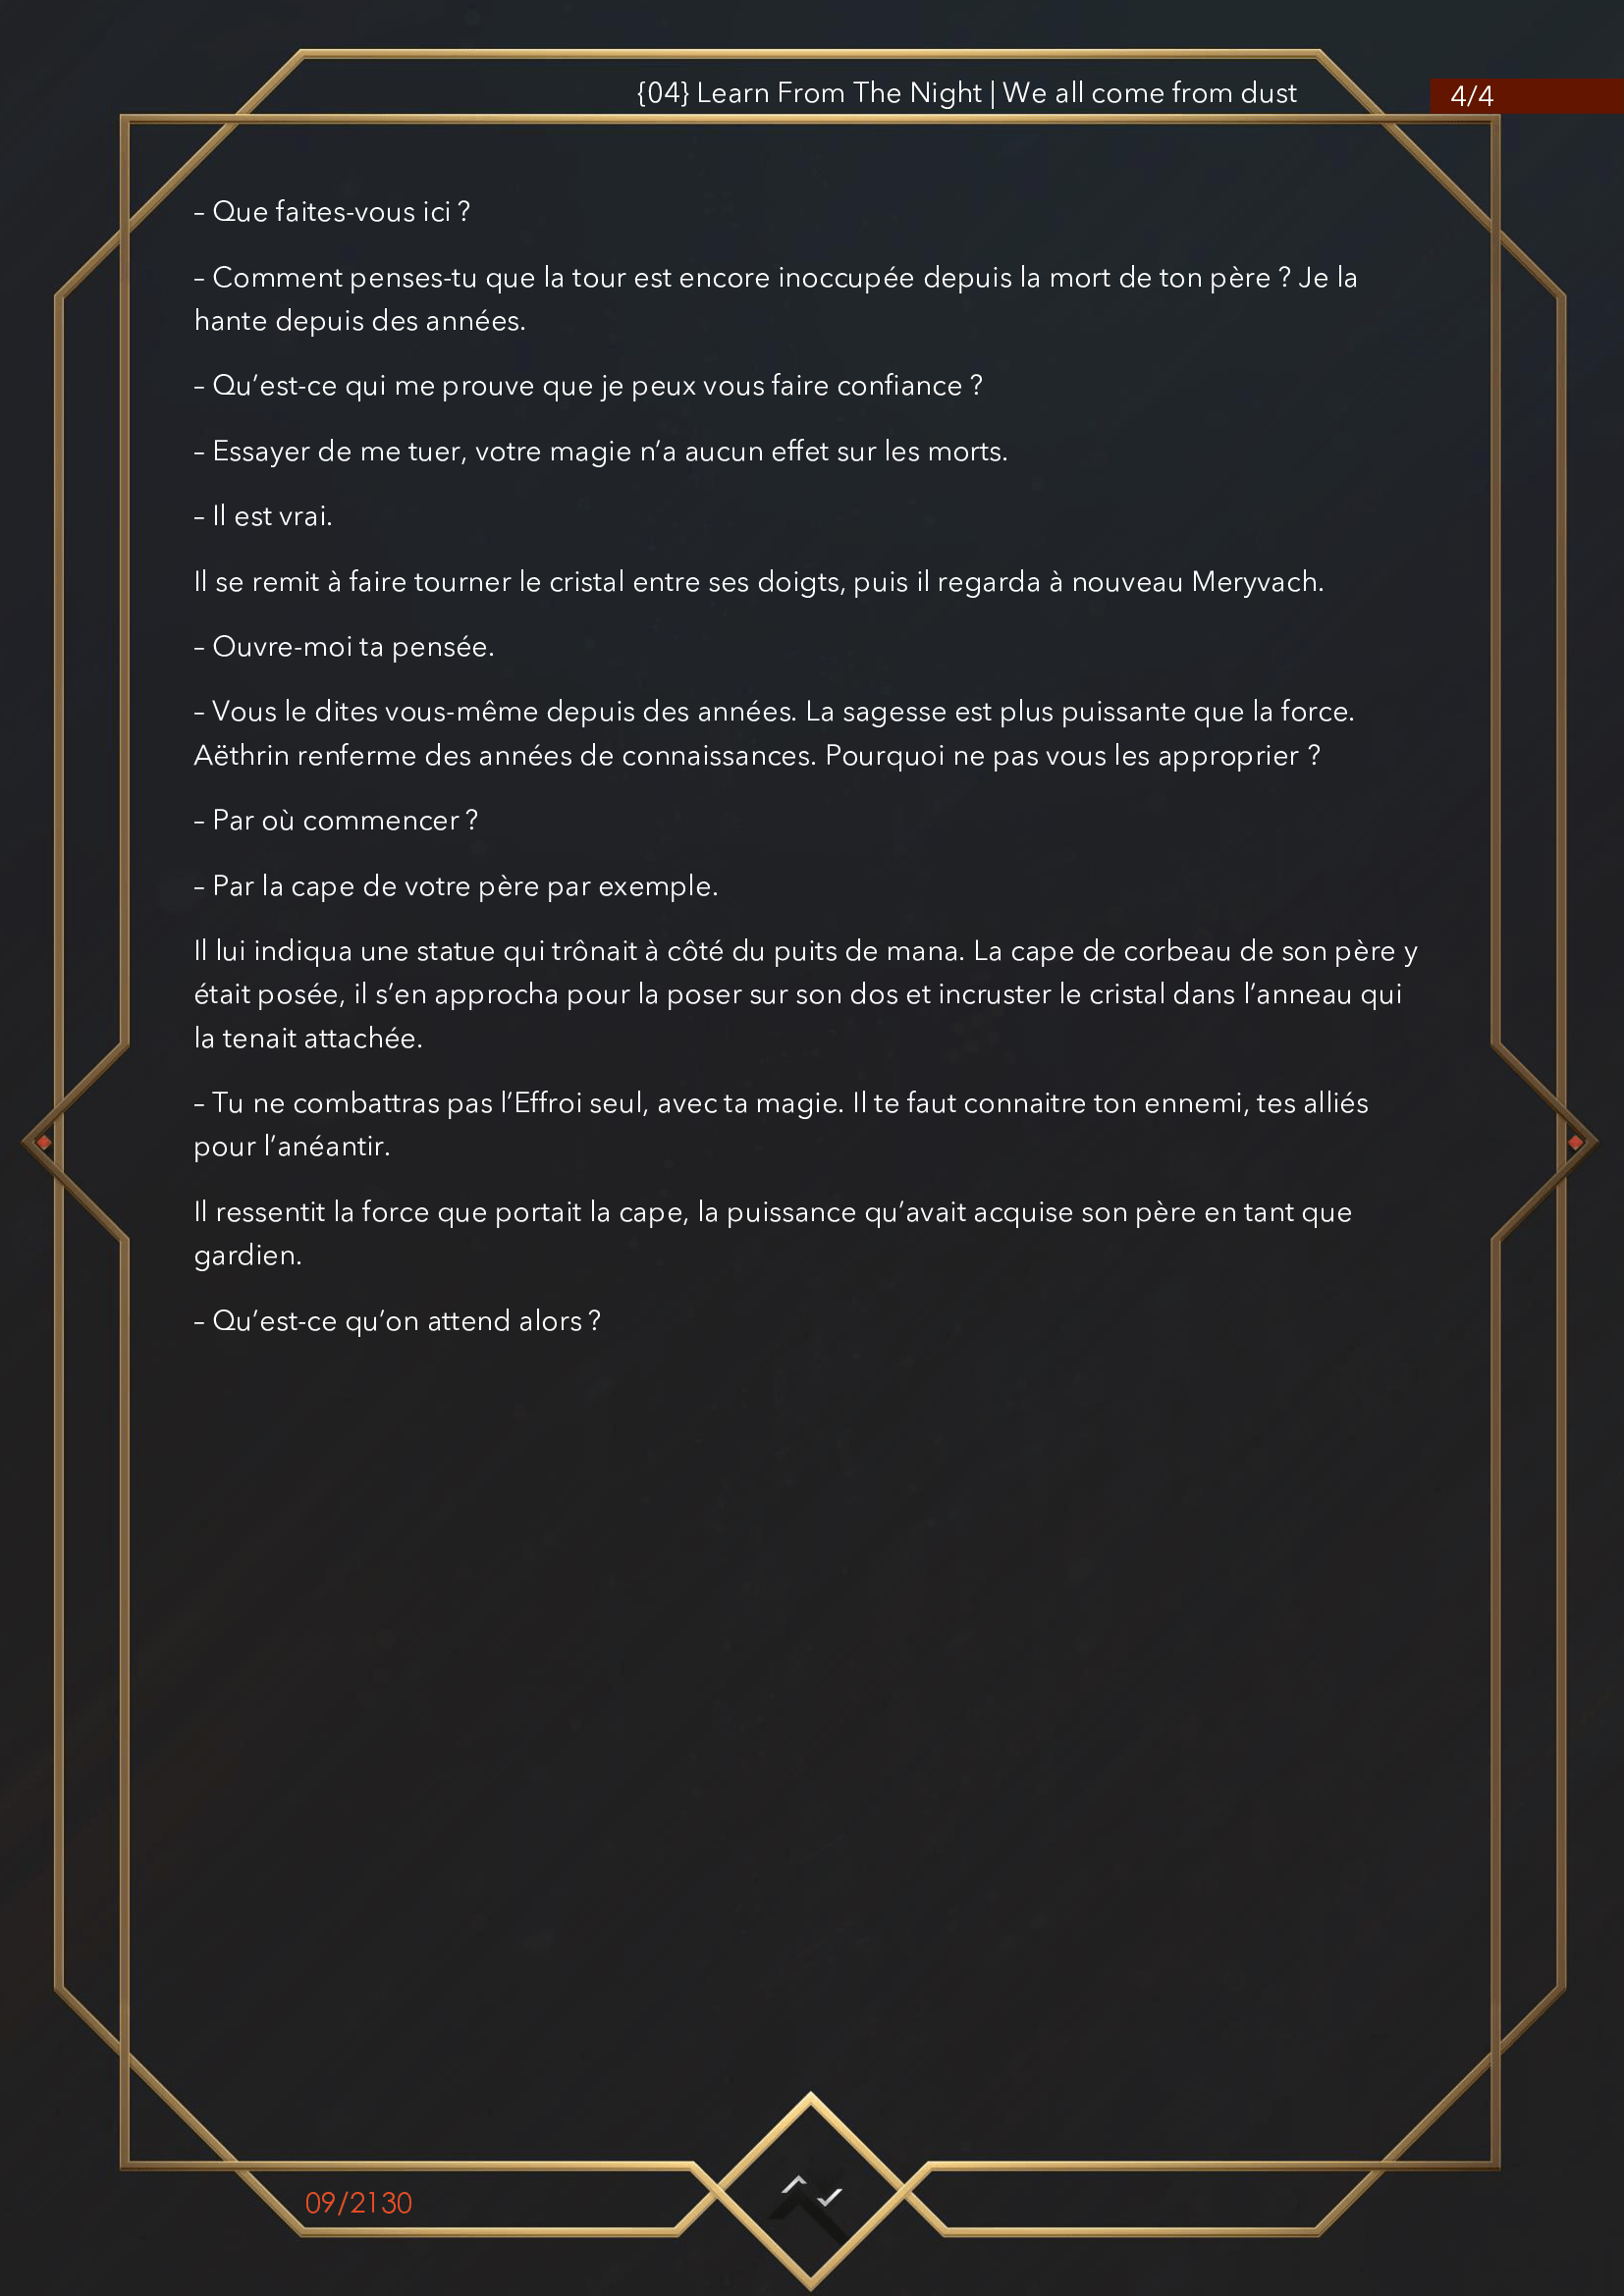 {04} Learn From The Night | We all come from dust
4/4
– Que faites-vous ici ?
– Comment penses-tu que la tour est encore inoccupée depuis la mort de ton père ? Je la
hante depuis des années.
– Qu’est-ce qui me prouve que je peux vous faire confiance ?
– Essayer de me tuer, votre magie n’a aucun effet sur les morts.
– Il est vrai.
Il se remit à faire tourner le cristal entre ses doigts, puis il regarda à nouveau Meryvach.
– Ouvre-moi ta pensée.
– Vous le dites vous-même depuis des années. La sagesse est plus puissante que la force.
Aëthrin renferme des années de connaissances. Pourquoi ne pas vous les approprier ?
– Par où commencer ?
– Par la cape de votre père par exemple.
Il lui indiqua une statue qui trônait à côté du puits de mana. La cape de corbeau de son père y
était posée, il s’en approcha pour la poser sur son dos et incruster le cristal dans l’anneau qui
la tenait attachée.
– Tu ne combattras pas l’Effroi seul, avec ta magie. Il te faut connaitre ton ennemi, tes alliés
pour l’anéantir.
Il ressentit la force que portait la cape, la puissance qu’avait acquise son père en tant que
gardien.
– Qu’est-ce qu’on attend alors ?
09/2130